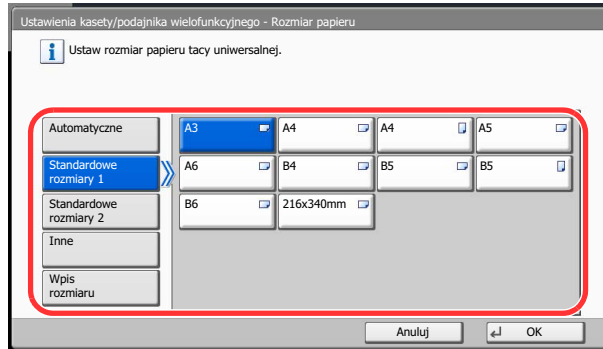 Ustawienia kasety/podajnika wielofunkcyjnego - Rozmiar papieru
Ustaw rozmiar papieru tacy uniwersalnej.
Automatyczne
A3
A4
A4
A5
Standardowe
rozmiary 1
A6
B4
B5
B5
Standardowe
rozmiary 2
B6
216x340mm
Inne
Wpis
rozmiaru
Anuluj
OK